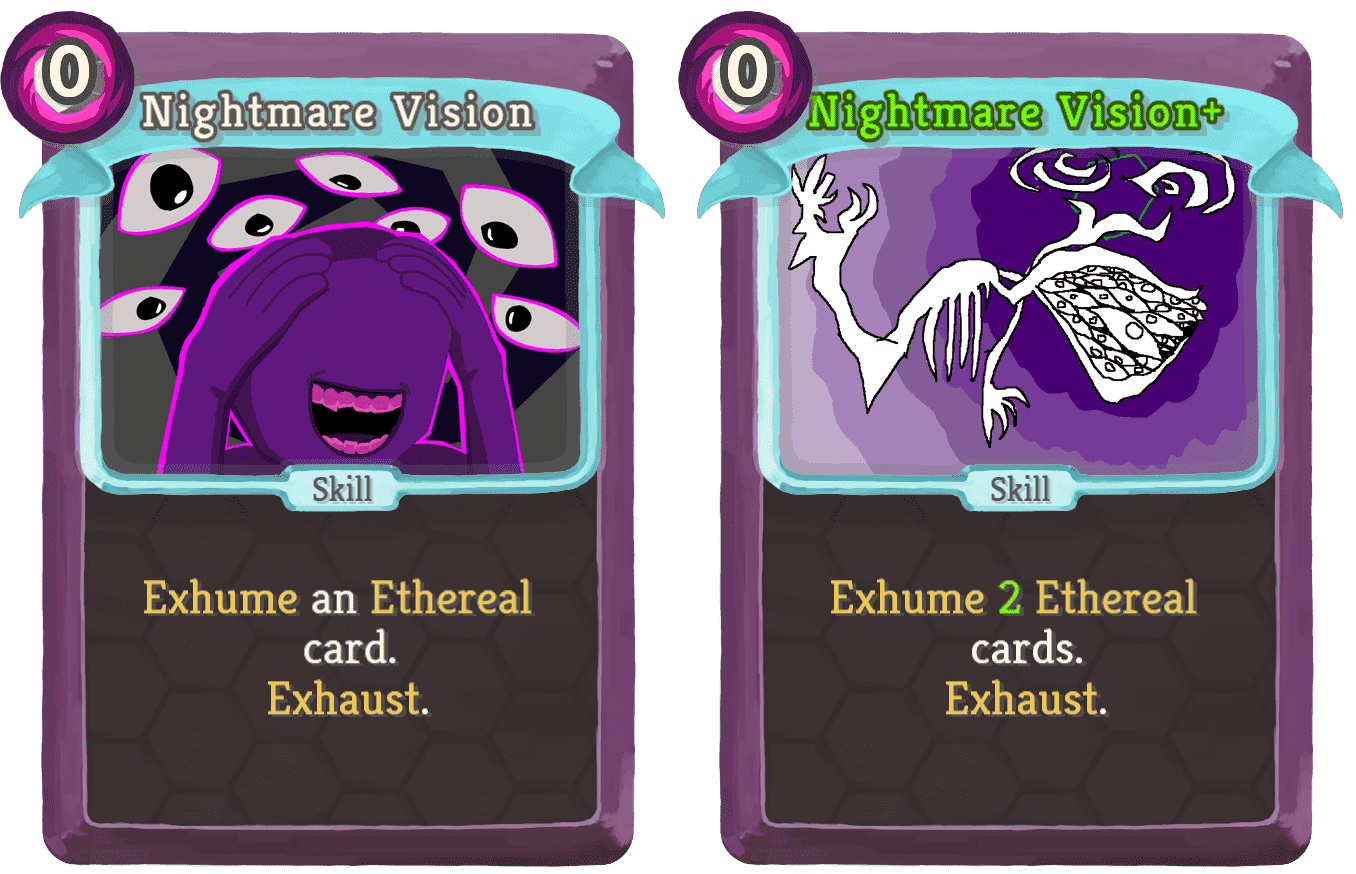 0
Nightmare Vision
Skill
Exhume an Ethereal
card.
Exhaust.
0
Nightmare Vision+
Skill
Exhume 2 Ethereal
cards.
Exhaust.